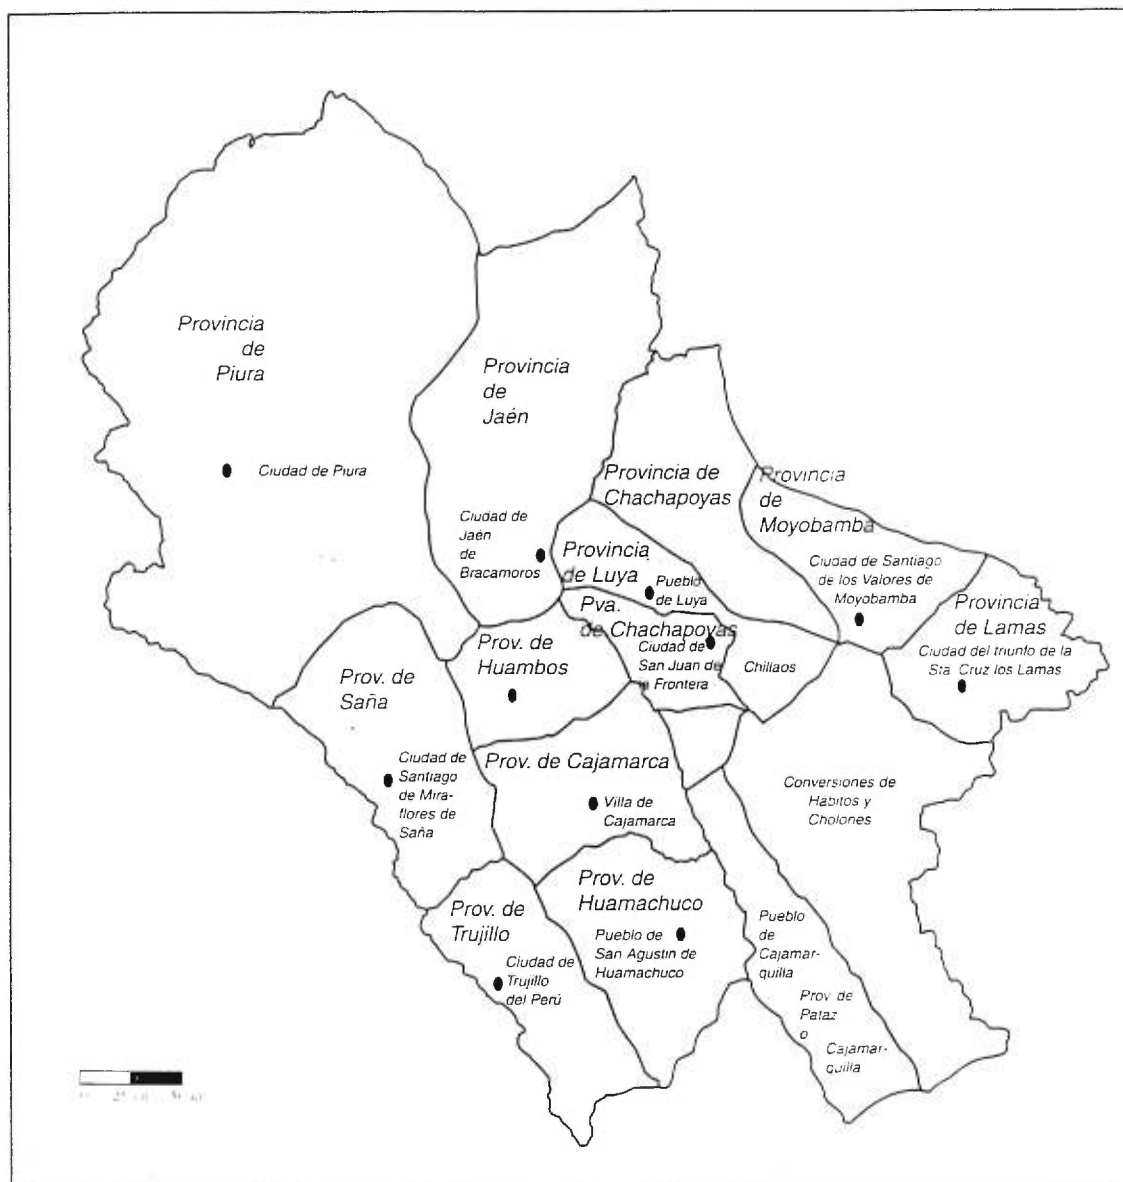 Provincia
de
Piura
Ciudad de Piura
Provincia
de
Jaén
Ciudad de
Jaén
de
Bracamoros
Provincia de
Chachapoyas
Provincia
de
Moyobamba
Ciudad de Santiago
de los Valores de
Moyobamba
Provincia
de Luya
Pueblo
de Luya
Pva.
de Chachapoyas
Ciudad de
San Juan de
Frontera
Chillaos
Provincia
de Lamas
Ciudad del triunfo de la
Sta. Cruz los Lamas
Prov. de
Huambos
Prov. de
Saña
Ciudad de
Santiago
de Mira-
flores de
Saña
Prov. de Cajamarca
Villa de
Cajamarca
Conversiones de
Habitos y
Cholones
Prov. de
Huamachuco
Pueblo de
San Agustin de
Huamachuco
Prov. de
Trujillo
Ciudad de
Trujillo
del Perú
Pueblo
de
Cajamar-
quilla
Prov. de
Pataz
o
Cajamar-
quilla